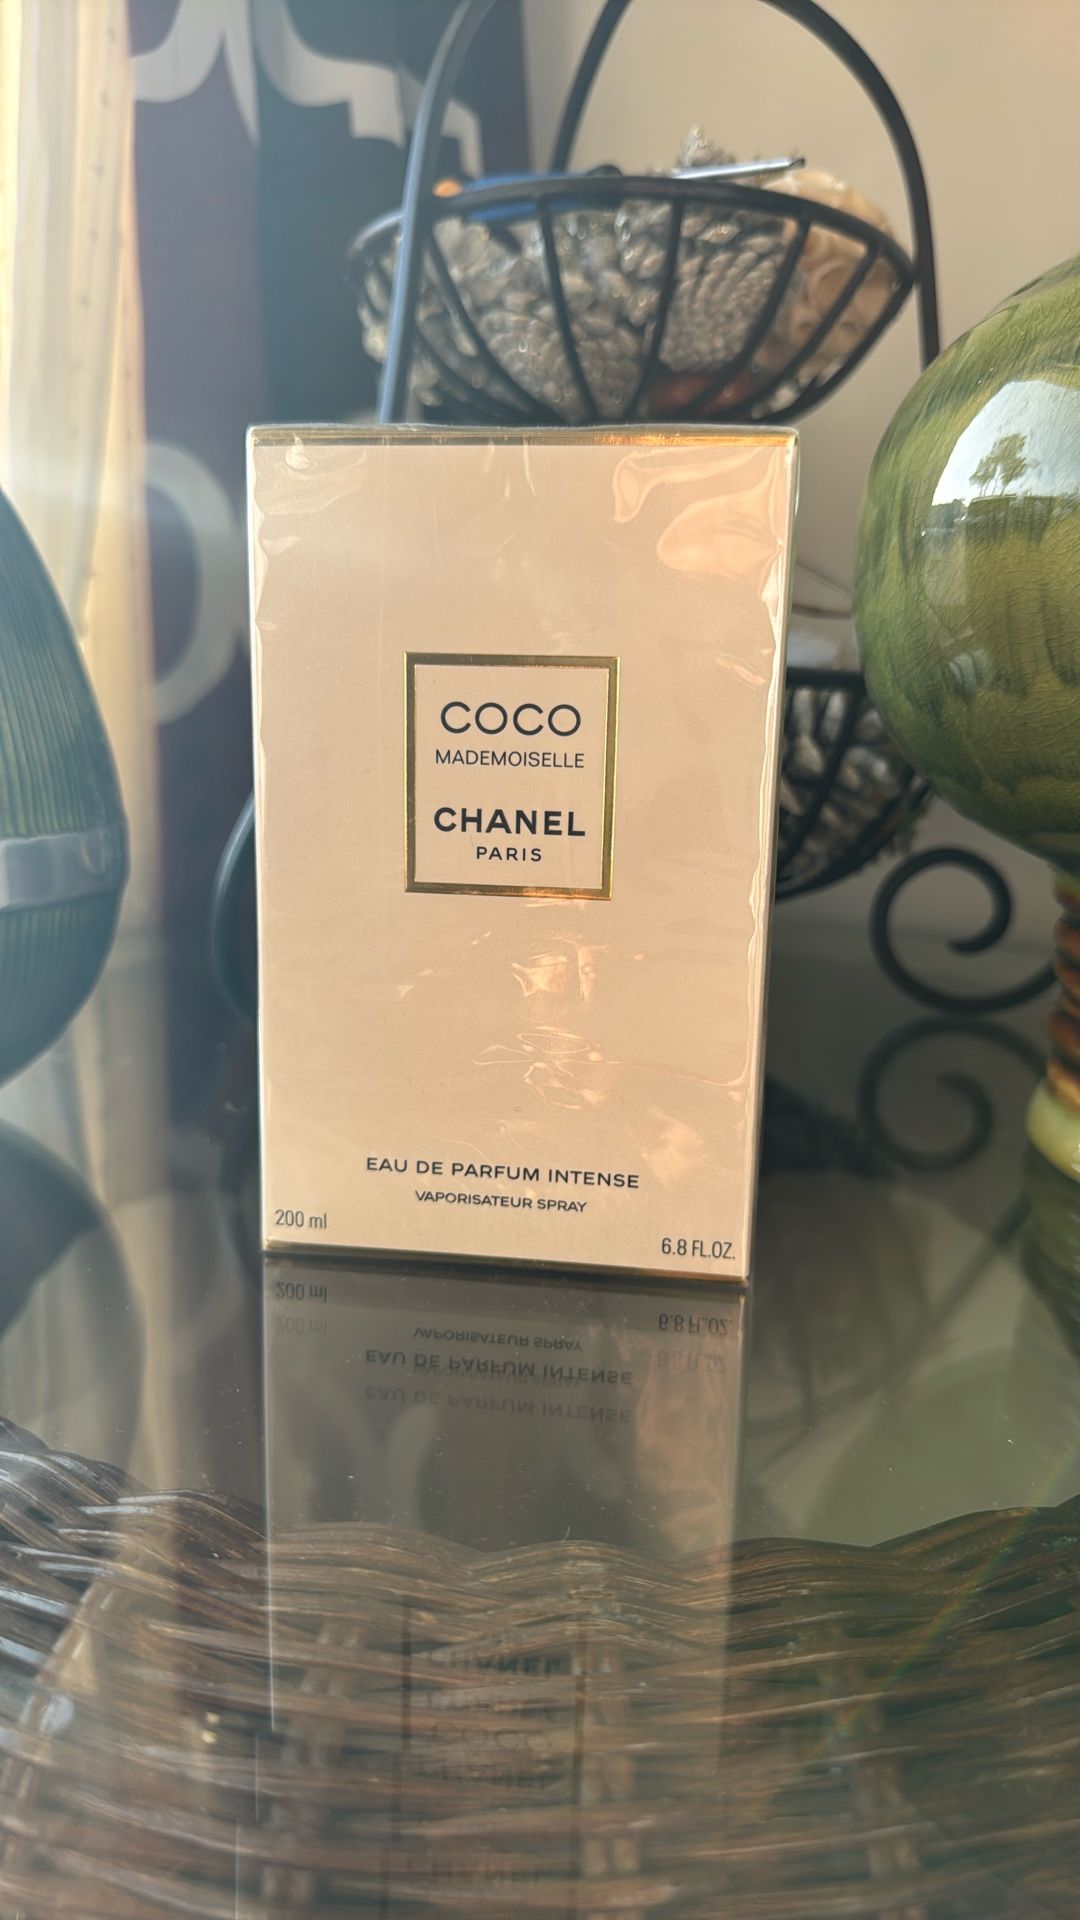 COCO
MADEMOISELLE
CHANEL
PARIS
EAU DE PARFUM INTENSE
VAPORISATEUR SPRAY
200 ml
6.8 FL.OZ.